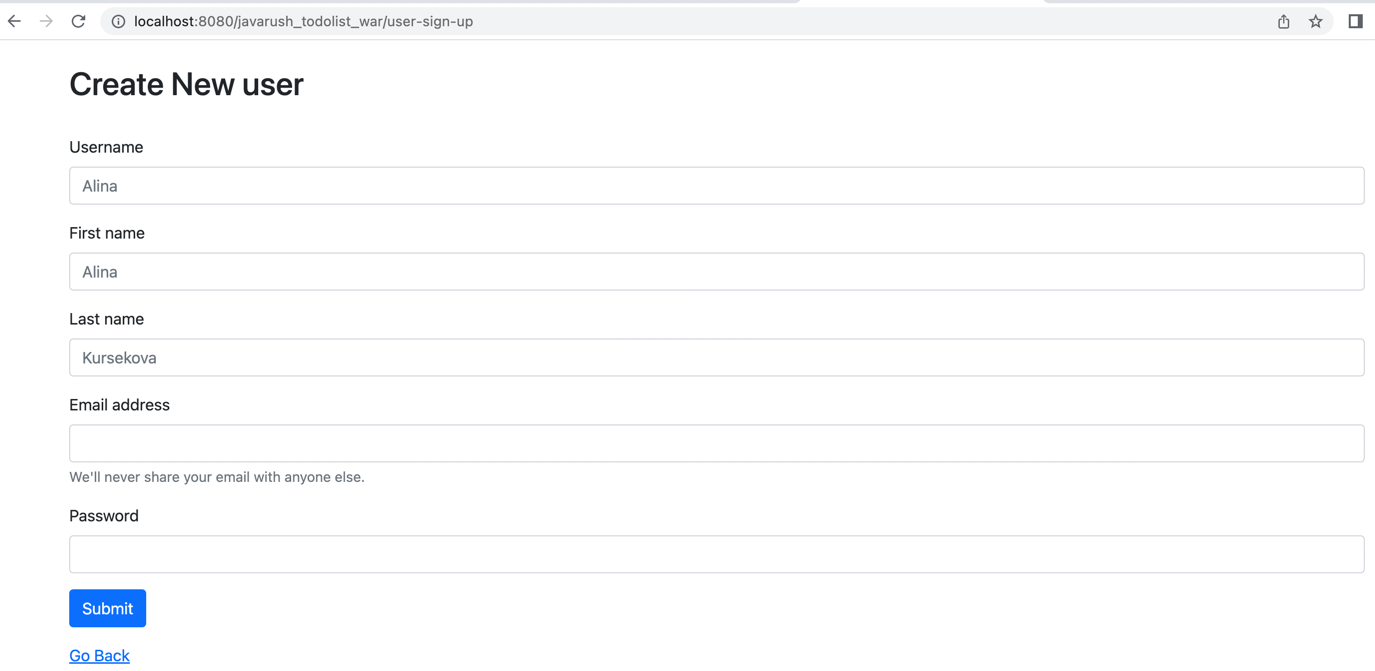 localhost:8080/javarush_todolist_war/user-sign-up
Create New user
Username
Alina
First name
Alina
Last name
Kursekova
Email address
We'll never share your email with anyone else.
Password
Submit
Go Back